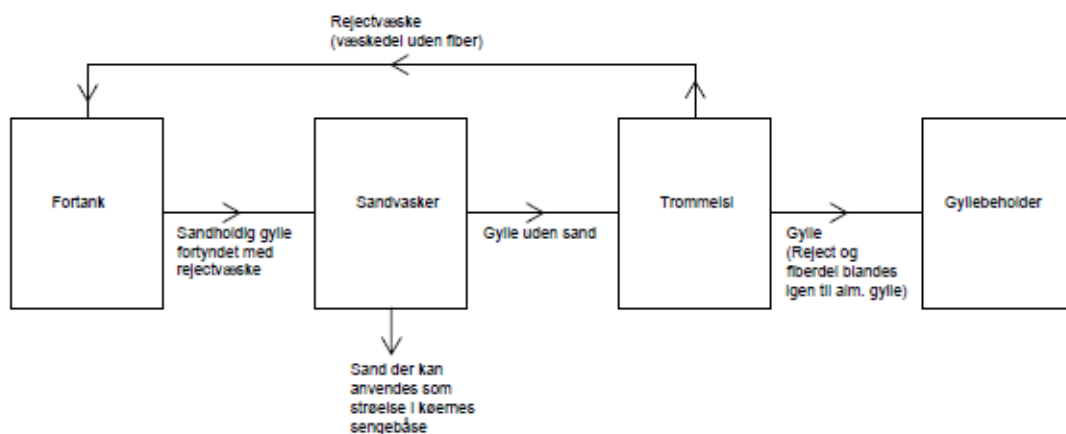 Rejectvæske
(væskedel uden fiber)
Fortank
Sandvasker
Trommelsi
Gyllebeholder
Sandholdig gylle
fortyndet med
rejectvæske
Gylle uden sand
Gylle
(Reject og
fiberdel blandes
igen til alm. gylle)
Sand der kan
anvendes som
strøelse i køernes
sengebåse